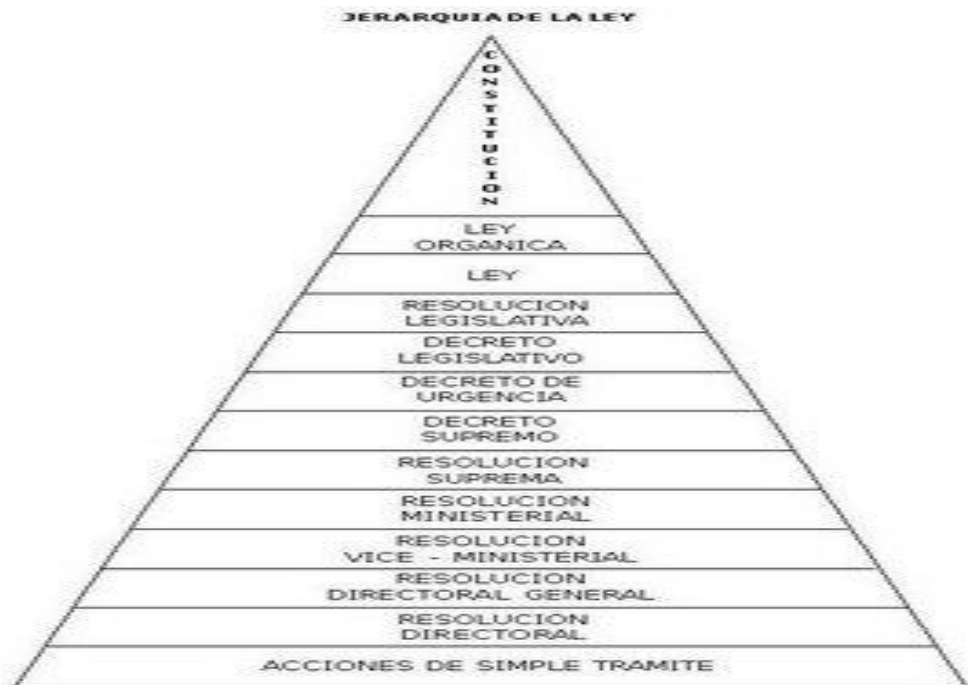 JERARQUIA DE LA LEY
CONSTITUCION
LEY
ORGANICA
LEY
RESOLUCION
LEGISLATIVA
DECRETO
LEGISLATIVO
DECRETO DE
URGENCIA
DECRETO
SUPREMO
RESOLUCION
SUPREMA
RESOLUCION
MINISTERIAL
RESOLUCION
VICE - MINISTERIAL
RESOLUCION
DIRECTORAL GENERAL
RESOLUCION
DIRECTORAL
ACCIONES DE SIMPLE TRAMITE